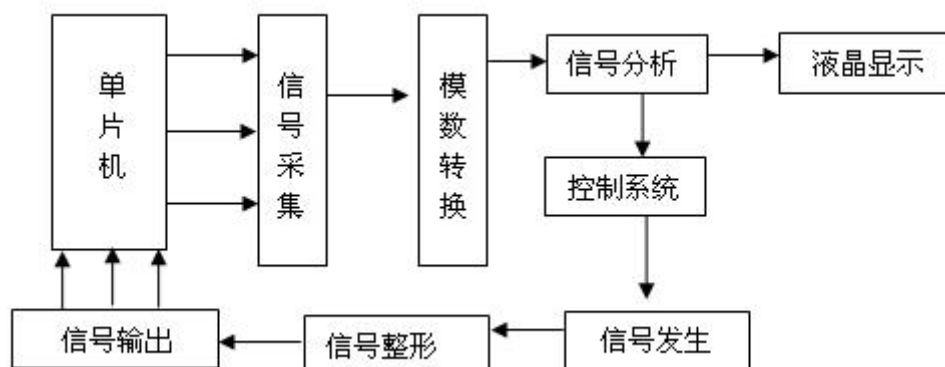 单片机
信号采集
模数转换
信号分析
液晶显示
控制系统
信号输出
信号整形
信号发生